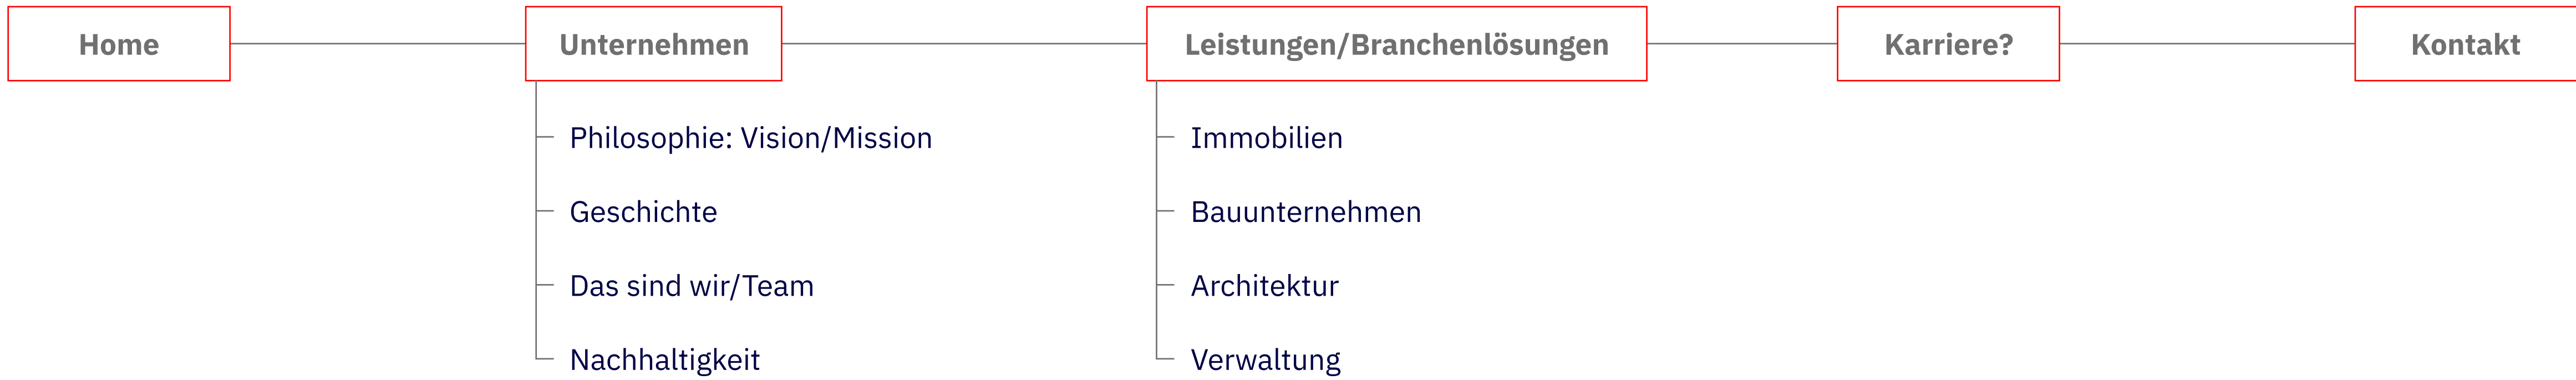 Home
Unternehmen
Leistungen/Branchenlösungen
Karriere?
Kontakt
Philosophie: Vision/Mission
Geschichte
Das sind wir/Team
Nachhaltigkeit
Immobilien
Bauunternehmen
Architektur
Verwaltung